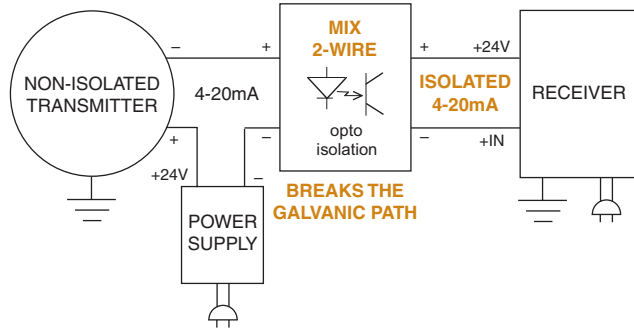 NON-ISOLATED
TRANSMITTER
–
+
4-20mA
+24V
–
POWER
SUPPLY
+
–
MIX
2-WIRE
opto
isolation
BREAKS THE
GALVANIC PATH
+
–
ISOLATED
4-20mA
+24V
+IN
RECEIVER